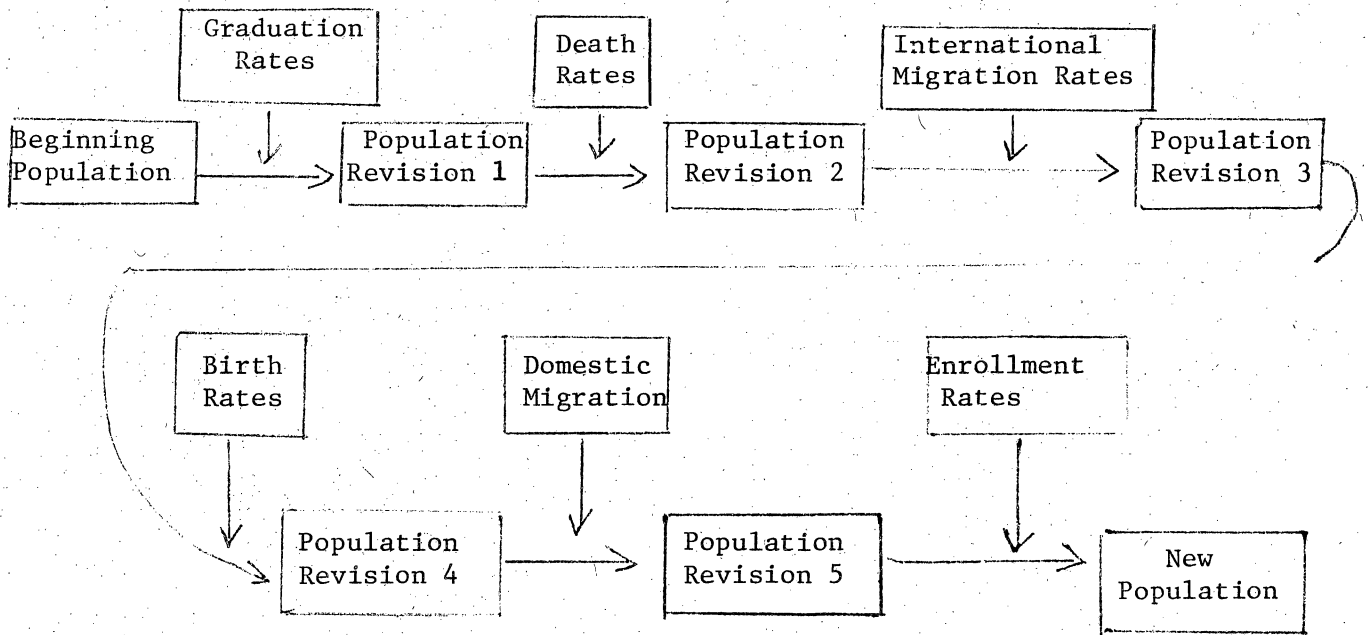 Graduation
Rates
Death
Rates
International
Migration Rates
Beginning
Population
Population
Revision 1
Population
Revision 2
Population
Revision 3
Birth
Rates
Domestic
Migration
Enrollment
Rates
Population
Revision 4
Population
Revision 5
New
Population